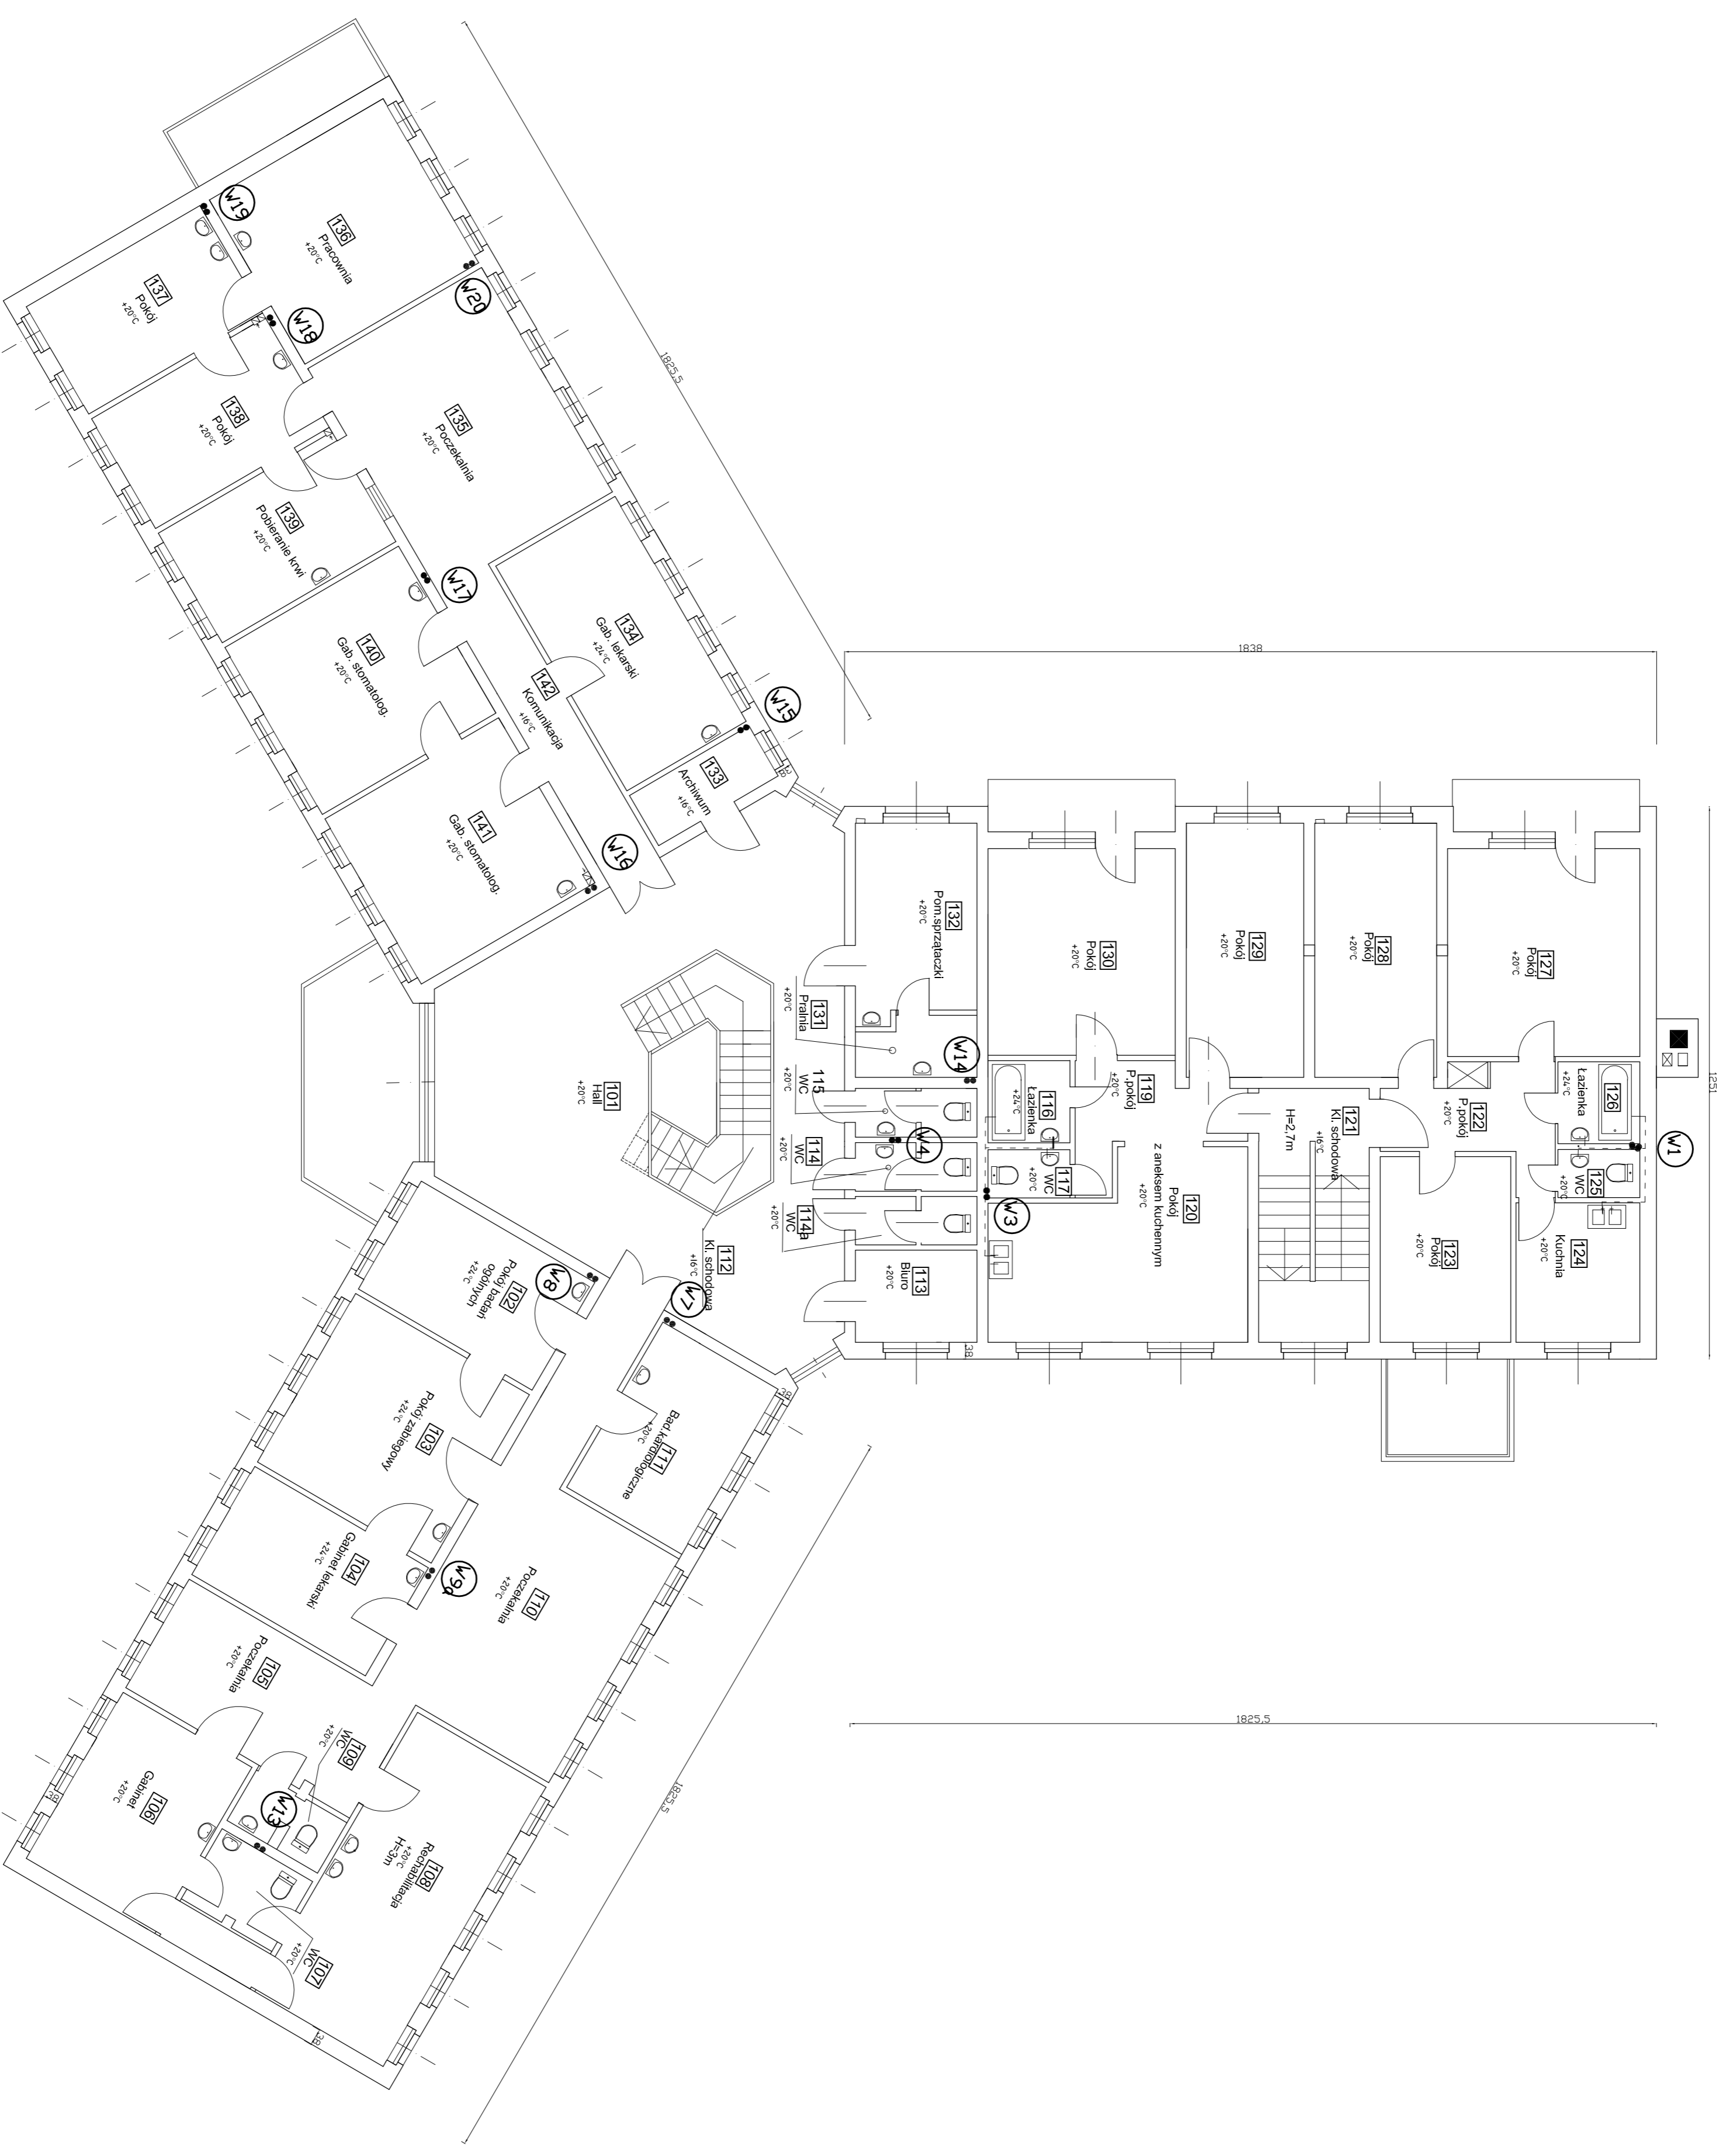 101
Hall
+20°C
102
Pokój badań
ogólnych
+24°C
103
Pokój zabiegowy
+24°C
104
Gabinet lekarski
+24°C
105
Poczekalnia
+20°C
106
Gabinet
+20°C
107
WC
+20°C
108
Rechabilitacja
+20°C
H=3m
109
WC
+20°C
110
Poczekalnia
+20°C
111
Bad.kardiologiczne
+20°C
112
Kl. schodowa
+16°C
113
Biuro
+20°C
114a
WC
+20°C
114
WC
+20°C
115
WC
+20°C
116
Łazienka
+24°C
117
WC
+20°C
119
P.pokój
+20°C
120
Pokój
z aneksem kuchennym
+20°C
121
Kl. schodowa
+16°C
H=2,7m
122
P.pokój
+20°C
123
Pokój
+20°C
124
Kuchnia
+20°C
125
WC
+20°C
126
Łazienka
+24°C
127
Pokój
+20°C
128
Pokój
+20°C
129
Pokój
+20°C
130
Pokój
+20°C
131
Pralnia
+20°C
132
Pom.sprzątaczki
+20°C
133
Archiwum
+16°C
134
Gab. lekarski
+24°C
135
Poczekalnia
+20°C
136
Pracownia
+20°C
137
Pokój
+20°C
138
Pokój
+20°C
139
Pobieranie krwi
+20°C
140
Gab. stomatolog.
+20°C
141
Gab. stomatolog.
+20°C
142
Komunikacja
+16°C
W1
W3
W4
W7
W8
W9a
W13
W14
W15
W16
W17
W18
W19
W20
1825,5
1838
1251
1825,5
1825,5
38
38
38
38
38